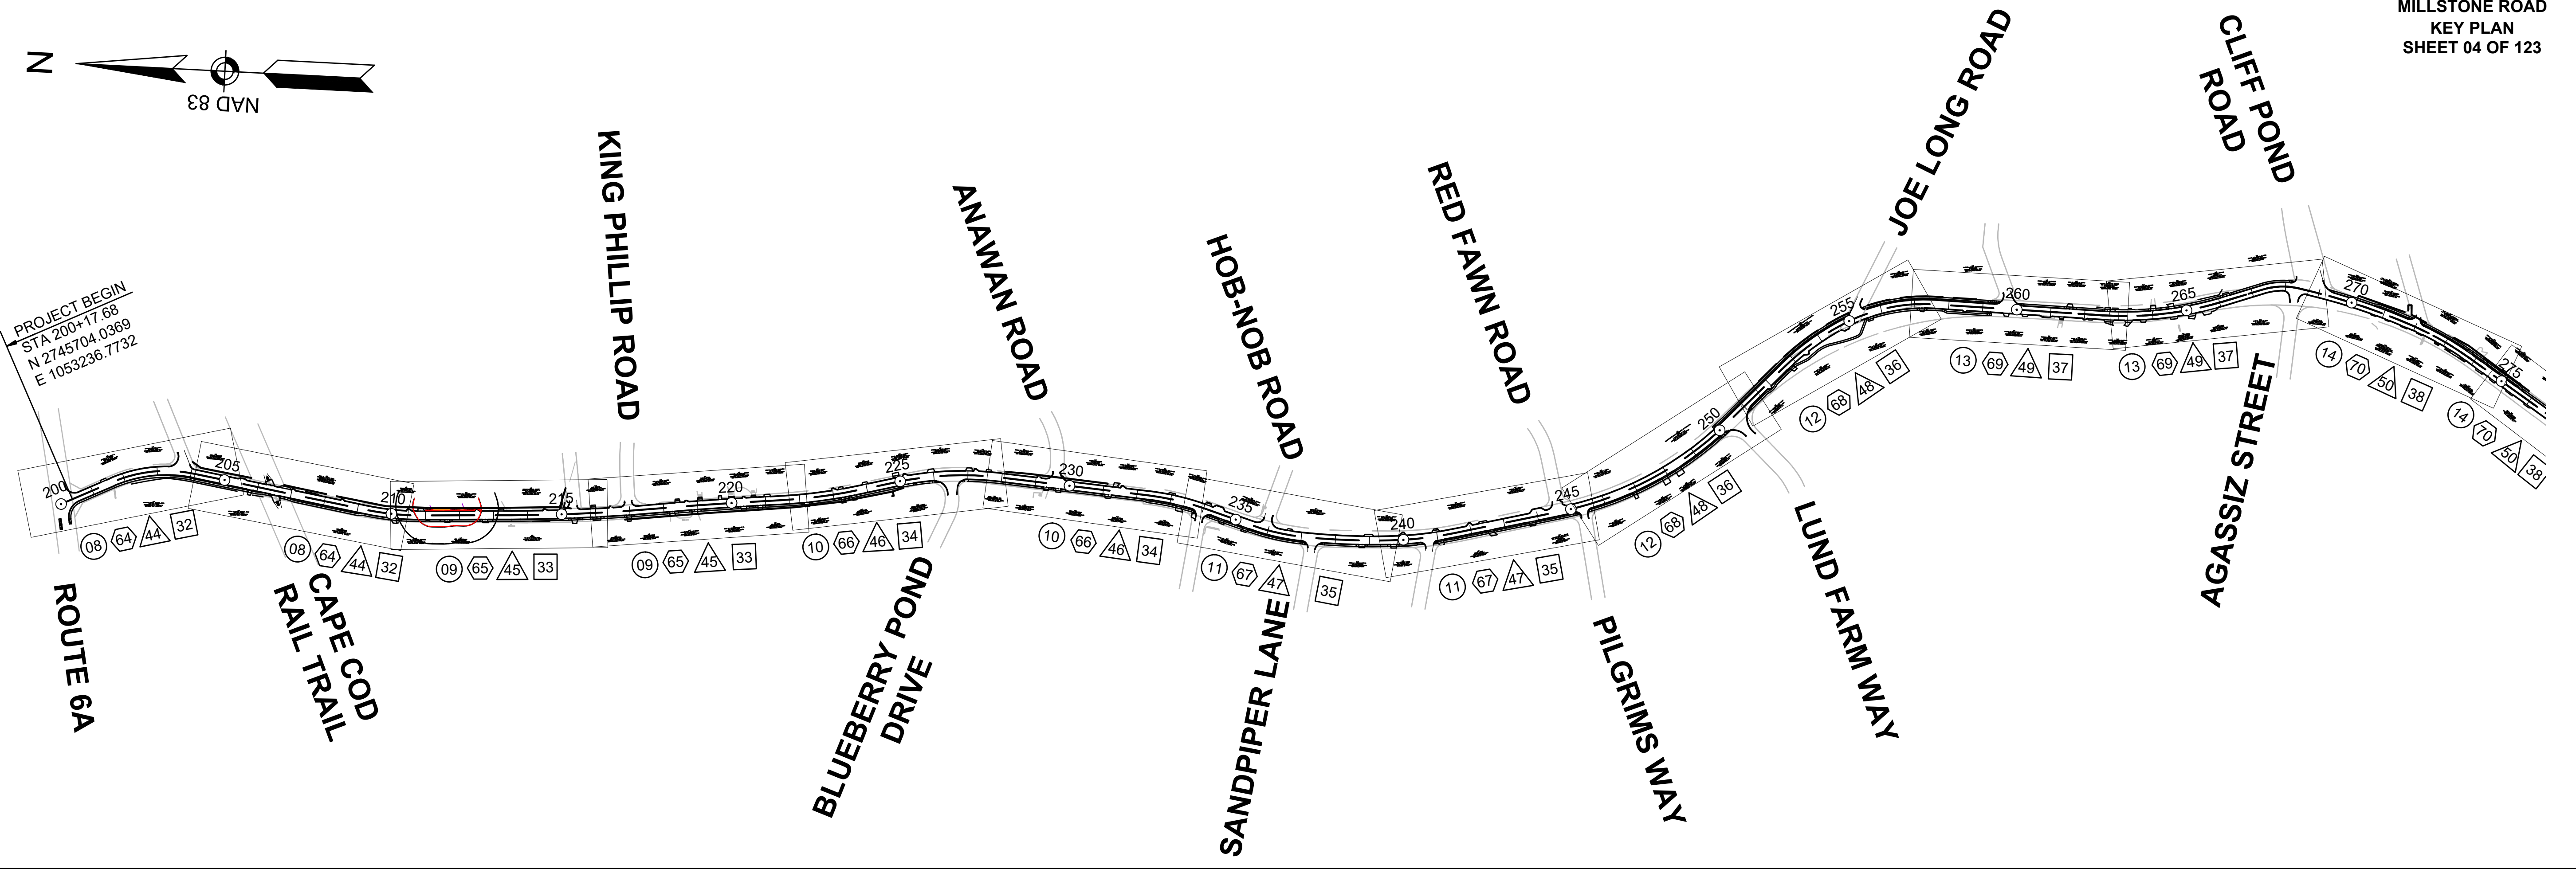 MILLSTONE ROAD
KEY PLAN
SHEET 04 OF 123
N
NAD 83
PROJECT BEGIN
STA 200+17.68
N 2745704.0369
E 1053236.7732
KING PHILLIP ROAD
ANAWAN ROAD
HOB-NOB ROAD
RED FAWN ROAD
JOE LONG ROAD
CLIFF POND
ROAD
200
205
210
215
220
225
230
235
240
245
250
255
260
265
270
275
08 64 44 32
08 64 44 32
09 65 45 33
09 65 45 33
10 66 46 34
10 66 46 34
11 67 47 35
11 67 47 35
12 68 48 36
12 68 48 36
13 69 49 37
13 69 49 37
14 70 50 38
14 70 50 38
ROUTE 6A
CAPE COD
RAIL TRAIL
BLUEBERRY POND
DRIVE
SANDPIPER LANE
PILGRIMS WAY
LUND FARM WAY
AGASSIZ STREET